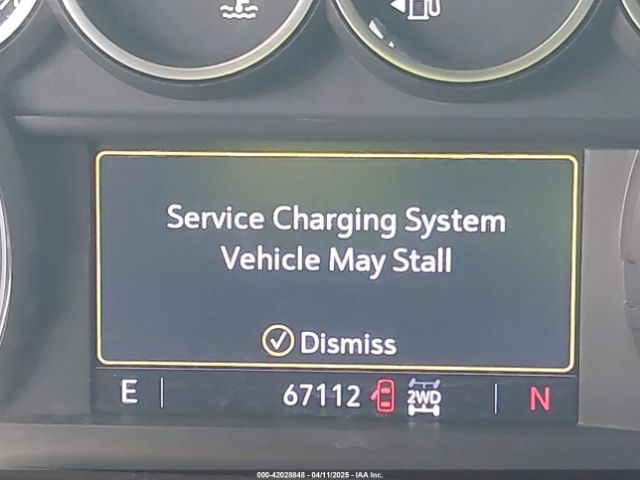 Service Charging System
Vehicle May Stall
Dismiss
E 67112 2WD N
000-42028848 - 04/11/2025 - IAA Inc.